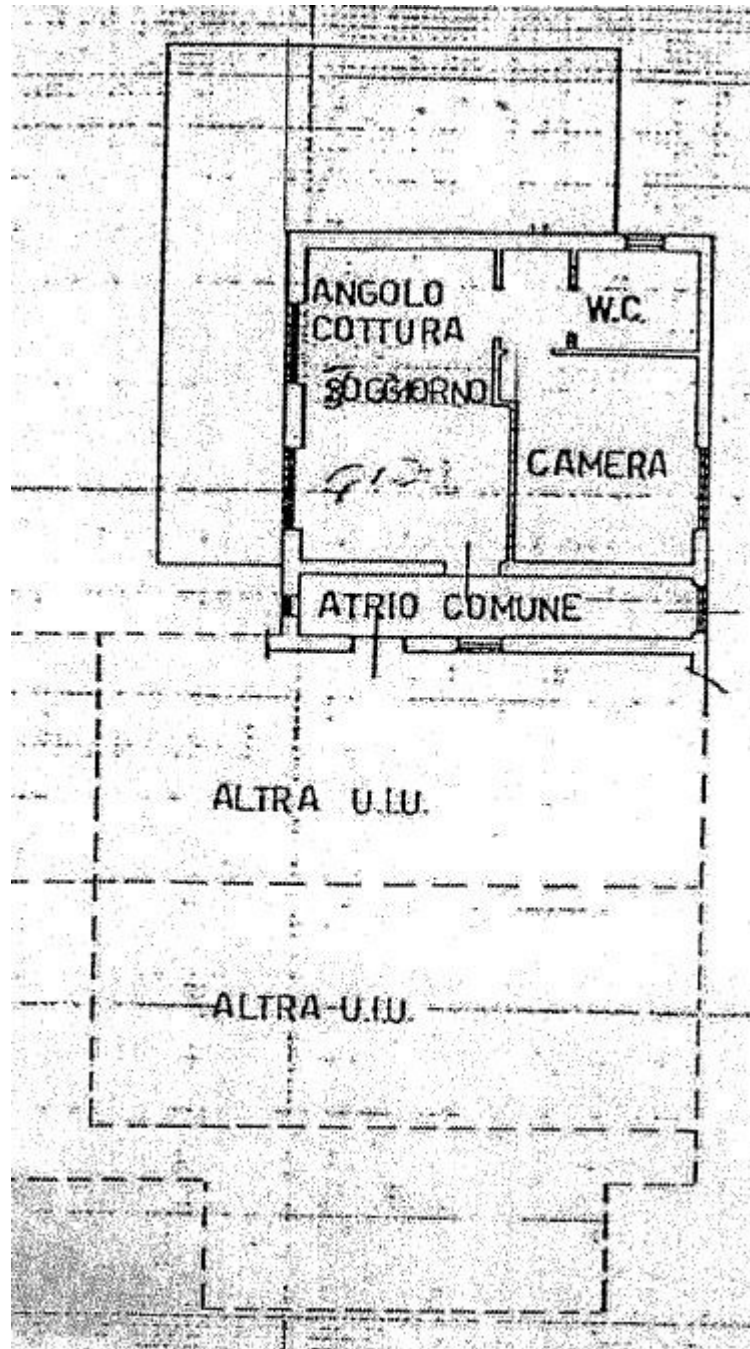 ANGOLO
COTTURA
W.C.
SOGGIORNO
CAMERA
ATRIO COMUNE
ALTRA U.I.U.
ALTRA U.I.U.